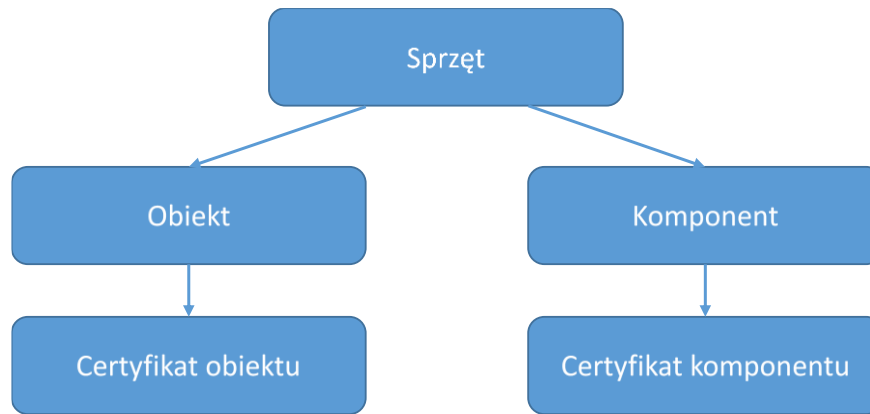 Sprzęt
Obiekt
Komponent
Certyfikat obiektu
Certyfikat komponentu